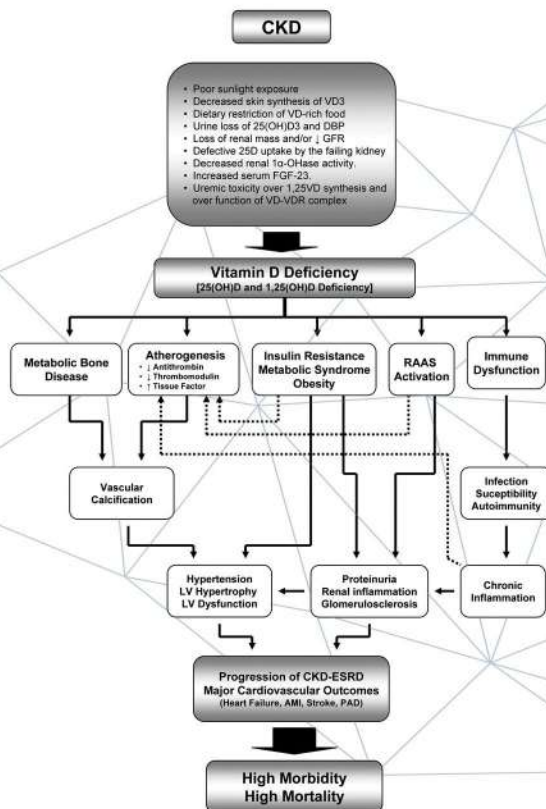 CKD
• Poor sunlight exposure
• Decreased skin synthesis of VD3
• Dietary restriction of VD-rich food
• Urine loss of 25(OH)D3 and DBP
• Loss of renal mass and/or ↓ GFR
• Defective 25D uptake by the failing kidney
• Decreased renal 1α-OHase activity.
• Increased serum FGF-23.
• Uremic toxicity over 1,25VD synthesis and
over function of VD-VDR complex
Vitamin D Deficiency
[25(OH)D and 1,25(OH)D Deficiency]
Metabolic Bone
Disease
Atherogenesis
• ↓ Antithrombin
• ↓ Thrombomodulin
• ↑ Tissue Factor
Insulin Resistance
Metabolic Syndrome
Obesity
RAAS
Activation
Immune
Dysfunction
Vascular
Calcification
Infection
Suceptibility
Autoimmunity
Hypertension
LV Hypertrophy
LV Dysfunction
Proteinuria
Renal inflammation
Glomerulosclerosis
Chronic
Inflammation
Progression of CKD-ESRD
Major Cardiovascular Outcomes
(Heart Failure, AMI, Stroke, PAD)
High Morbidity
High Mortality